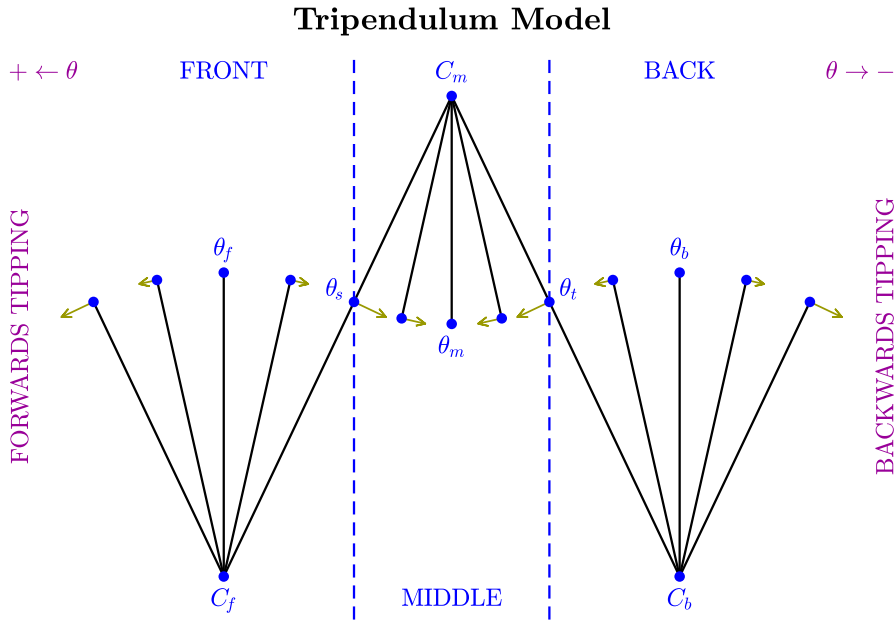 Tripendulum Model
+ ← θ
FRONT
C_m
BACK
θ → −
FORWARDS TIPPING
θ_f
θ_s
θ_m
θ_t
θ_b
BACKWARDS TIPPING
C_f
MIDDLE
C_b